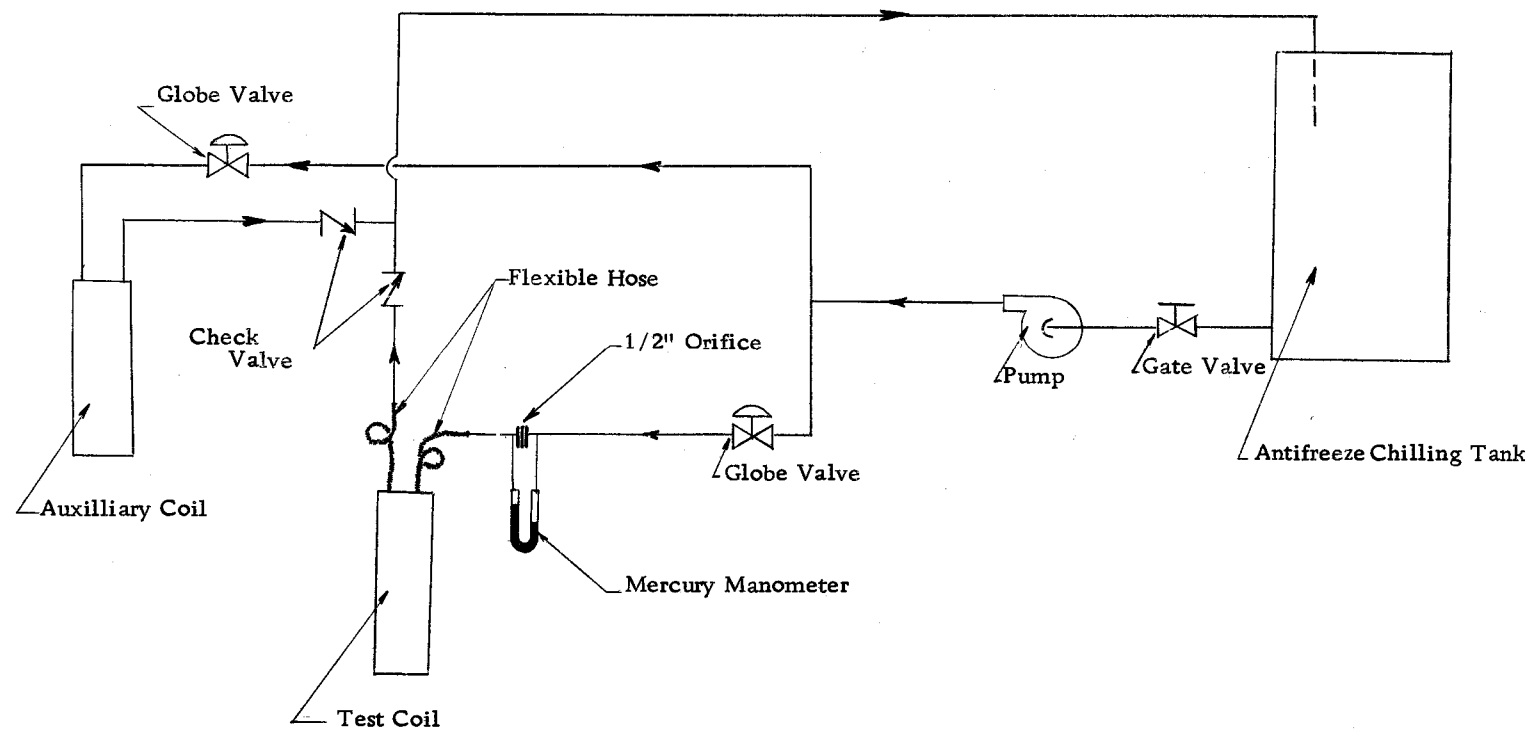 Globe Valve
Flexible Hose
Check
Valve
1/2" Orifice
Pump
Gate Valve
Antifreeze Chilling Tank
Globe Valve
Auxilliary Coil
Mercury Manometer
Test Coil